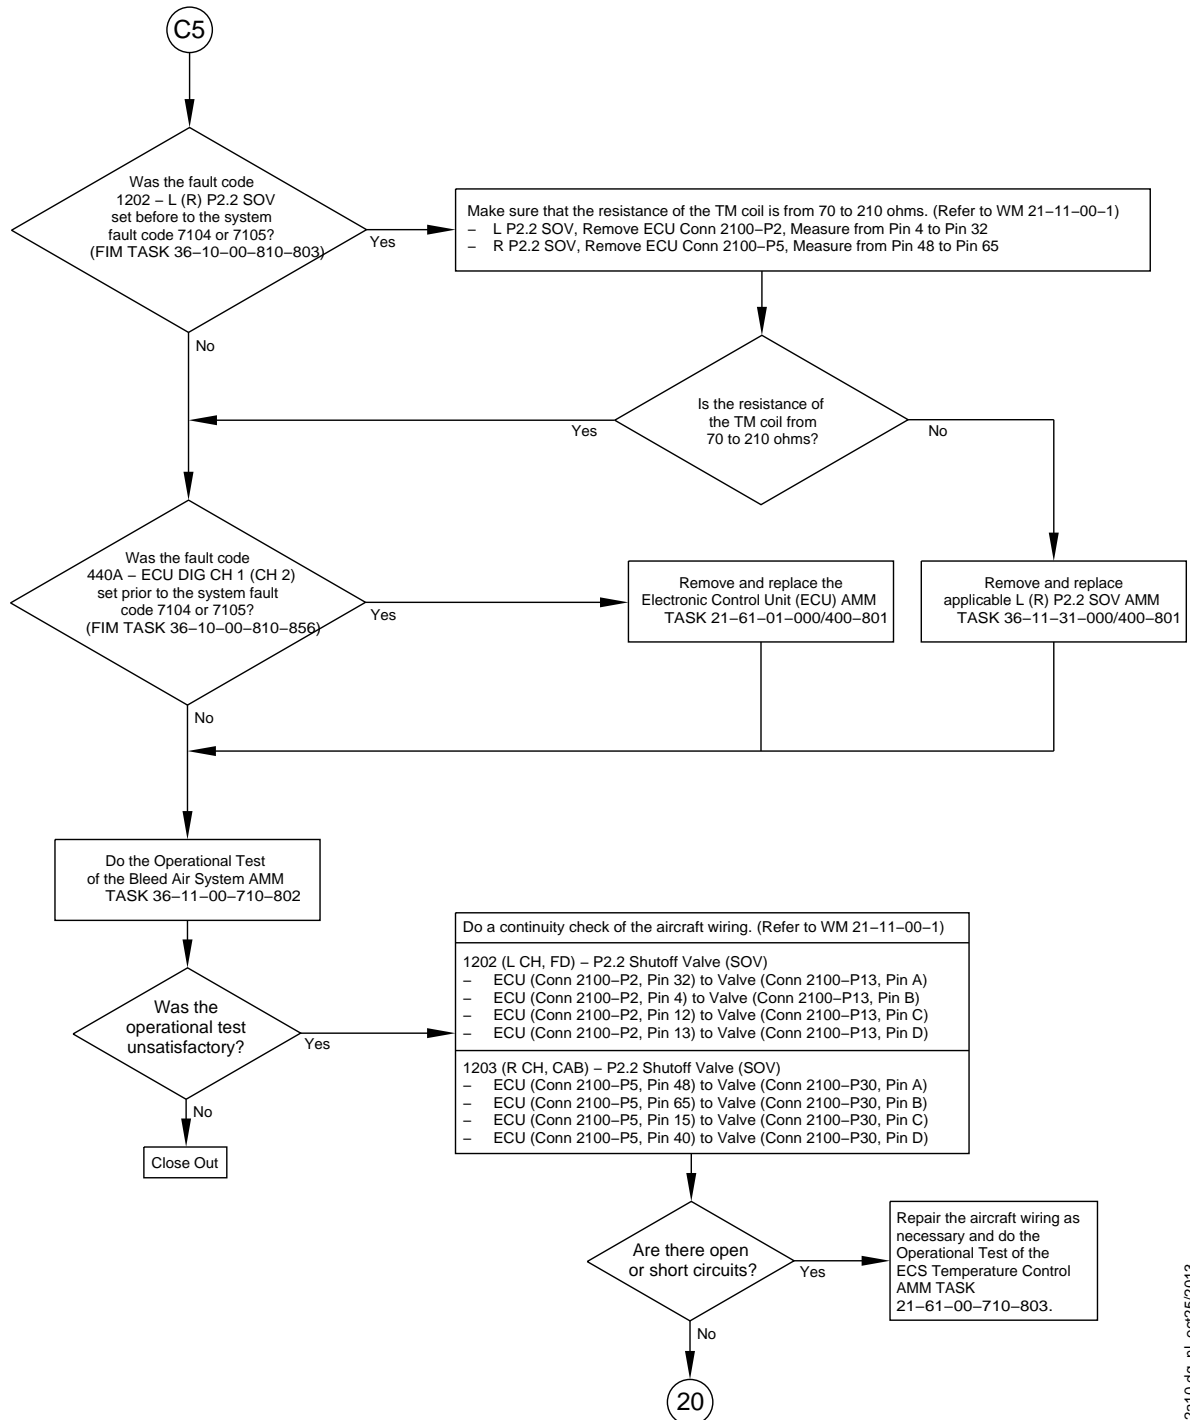 C5
Was the fault code
1202 – L (R) P2.2 SOV
set before to the system
fault code 7104 or 7105?
(FIM TASK 36–10–00–810–803)
Yes
No
Make sure that the resistance of the TM coil is from 70 to 210 ohms. (Refer to WM 21–11–00–1)
– L P2.2 SOV, Remove ECU Conn 2100–P2, Measure from Pin 4 to Pin 32
– R P2.2 SOV, Remove ECU Conn 2100–P5, Measure from Pin 48 to Pin 65
Is the resistance of
the TM coil from
70 to 210 ohms?
Yes
No
Was the fault code
440A – ECU DIG CH 1 (CH 2)
set prior to the system fault
code 7104 or 7105?
(FIM TASK 36–10–00–810–856)
Yes
No
Remove and replace the
Electronic Control Unit (ECU) AMM
TASK 21–61–01–000/400–801
Remove and replace
applicable L (R) P2.2 SOV AMM
TASK 36–11–31–000/400–801
Do the Operational Test
of the Bleed Air System AMM
TASK 36–11–00–710–802
Was the
operational test
unsatisfactory?
Yes
No
Close Out
Do a continuity check of the aircraft wiring. (Refer to WM 21–11–00–1)
1202 (L CH, FD) – P2.2 Shutoff Valve (SOV)
– ECU (Conn 2100–P2, Pin 32) to Valve (Conn 2100–P13, Pin A)
– ECU (Conn 2100–P2, Pin 4) to Valve (Conn 2100–P13, Pin B)
– ECU (Conn 2100–P2, Pin 12) to Valve (Conn 2100–P13, Pin C)
– ECU (Conn 2100–P2, Pin 13) to Valve (Conn 2100–P13, Pin D)
1203 (R CH, CAB) – P2.2 Shutoff Valve (SOV)
– ECU (Conn 2100–P5, Pin 48) to Valve (Conn 2100–P30, Pin A)
– ECU (Conn 2100–P5, Pin 65) to Valve (Conn 2100–P30, Pin B)
– ECU (Conn 2100–P5, Pin 15) to Valve (Conn 2100–P30, Pin C)
– ECU (Conn 2100–P5, Pin 40) to Valve (Conn 2100–P30, Pin D)
Are there open
or short circuits?
Yes
No
Repair the aircraft wiring as
necessary and do the
Operational Test of the
ECS Temperature Control
AMM TASK
21–61–00–710–803.
20